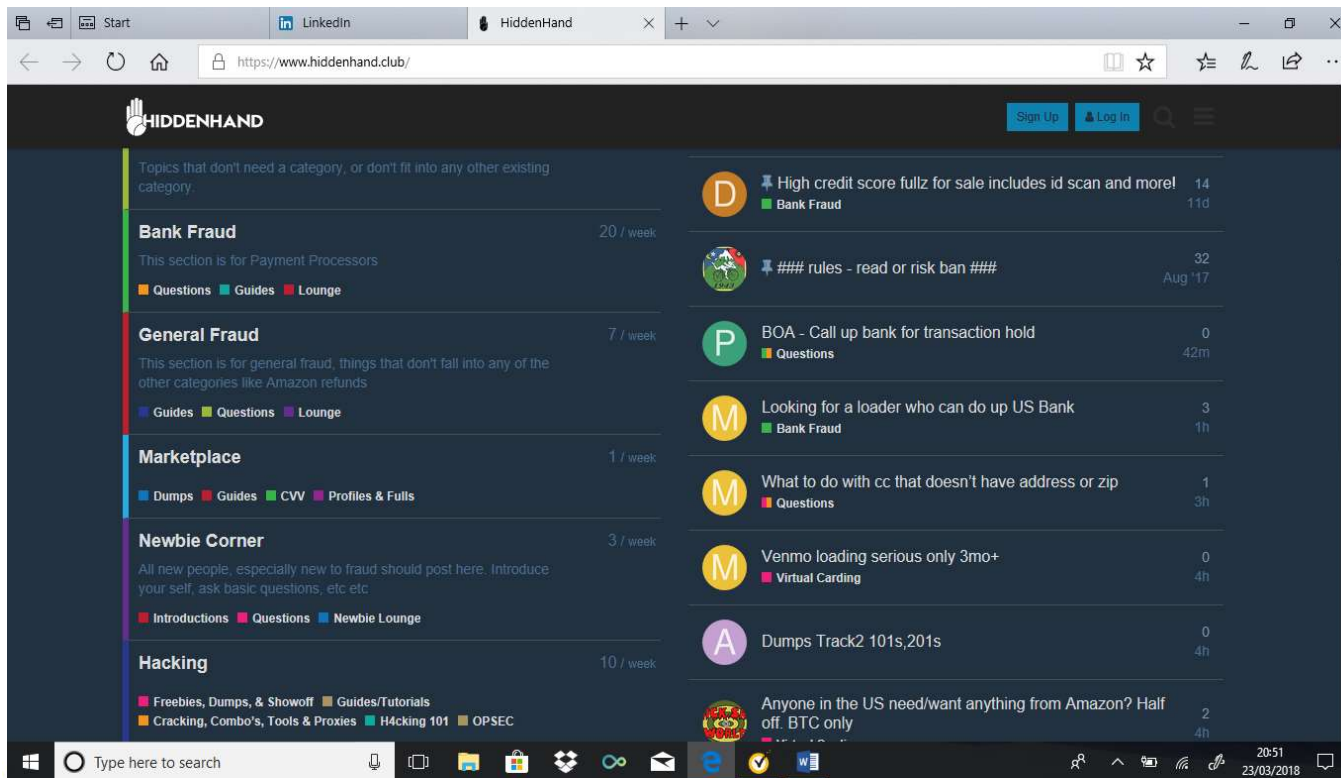 Start
LinkedIn
HiddenHand
https://www.hiddenhand.club/
HIDDENHAND
Sign Up
Log In
Topics that don't need a category, or don't fit into any other existing
category.
Bank Fraud
20 / week
This section is for Payment Processors
Questions Guides Lounge
General Fraud
7 / week
This section is for general fraud, things that don't fall into any of the
other categories like Amazon refunds
Guides Questions Lounge
Marketplace
1 / week
Dumps Guides CVV Profiles & Fulls
Newbie Corner
3 / week
All new people, especially new to fraud should post here. Introduce
your self, ask basic questions, etc etc
Introductions Questions Newbie Lounge
Hacking
10 / week
Freebies, Dumps, & Showoff Guides/Tutorials
Cracking, Combo's, Tools & Proxies H4cking 101 OPSEC
D
High credit score fullz for sale includes id scan and more!
14
Bank Fraud
11d
### rules - read or risk ban ###
32
Aug '17
P
BOA - Call up bank for transaction hold
0
Questions
42m
M
Looking for a loader who can do up US Bank
3
Bank Fraud
1h
M
What to do with cc that doesn't have address or zip
1
Questions
3h
M
Venmo loading serious only 3mo+
0
Virtual Carding
4h
A
Dumps Track2 101s,201s
0
4h
Anyone in the US need/want anything from Amazon? Half
off. BTC only
2
4h
Type here to search
20:51
23/03/2018